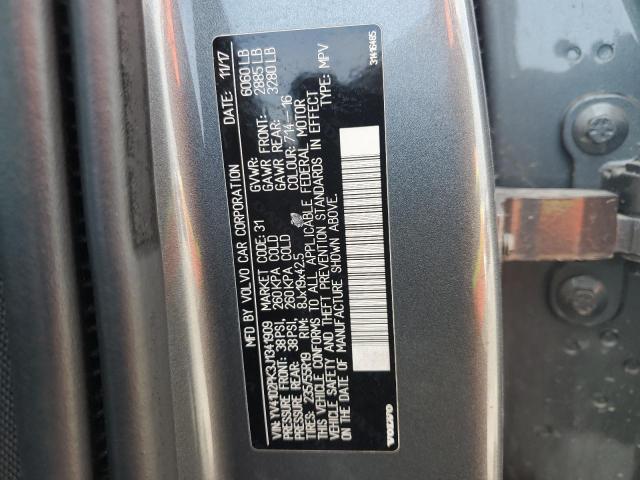 MFD BY VOLVO CAR CORPORATION DATE: 11/17
VIN: YV4102PK3J1341909 GVWR: 6060 LB
MARKET CODE: 31 GAWR FRONT: 2885 LB
PRESSURE FRONT: 38 PSI, 260 KPA COLD GAWR REAR: 3280 LB
PRESSURE REAR: 38 PSI, 260 KPA COLD COLOUR: 714-16
TIRES: 235/55R19 RIM: 8Jx19x42.5
THIS VEHICLE CONFORMS TO ALL APPLICABLE FEDERAL MOTOR
VEHICLE SAFETY AND THEFT PREVENTION STANDARDS IN EFFECT
ON DATE OF MANUFACTURE SHOWN ABOVE. TYPE: MPV
VOLVO
31416485